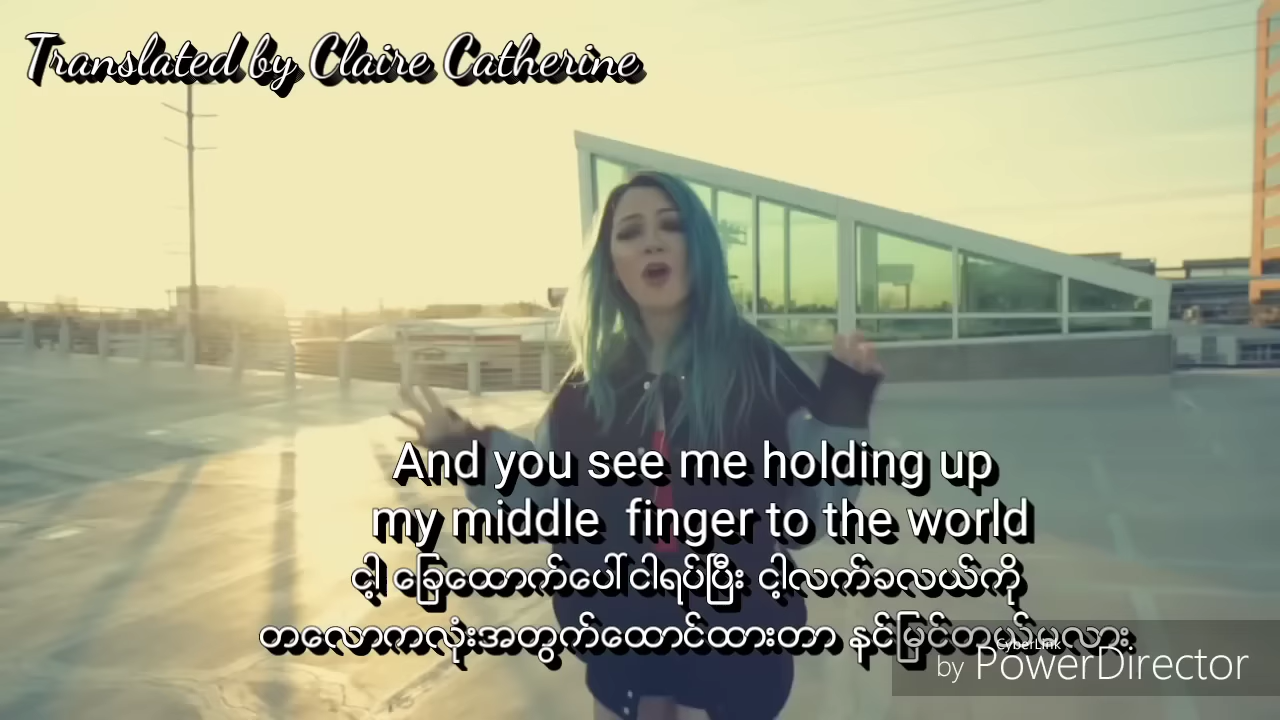 Translated by Claire Catherine
And you see me holding up
my middle finger to the world
ငါ့ ခြေထောက်ပေါ်ငါရပ်ပြီး ငါ့လက်ခလယ်ကို
တလောကလုံးအတွက်ထောင်ထားတာ နင်မြင်တယ်မလား
CyberLink
by PowerDirector